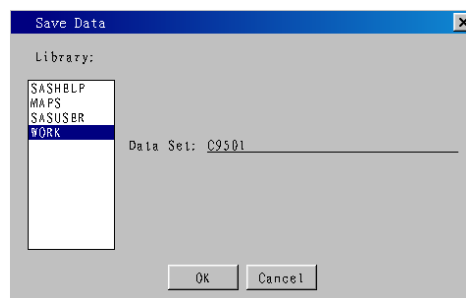 Save Data
Library:
SASHELP
MAPS
SASUSER
WORK
Data Set: C9501
OK Cancel